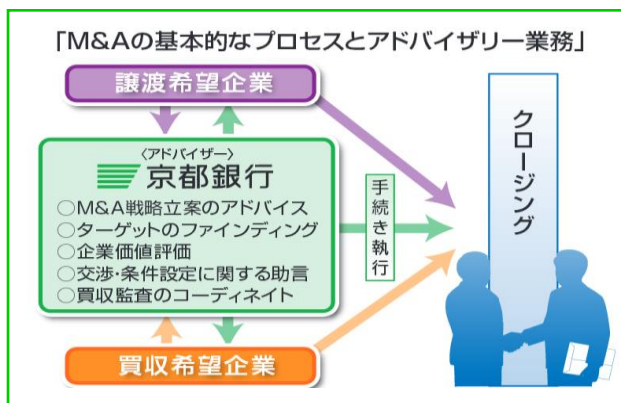 「M&Aの基本的なプロセスとアドバイザリー業務」
譲渡希望企業
〈アドバイザー〉
京都銀行
○M&A戦略立案のアドバイス
○ターゲットのファインディング
○企業価値評価
○交渉・条件設定に関する助言
○買収監査のコーディネイト
手続き執行
買収希望企業
クロージング